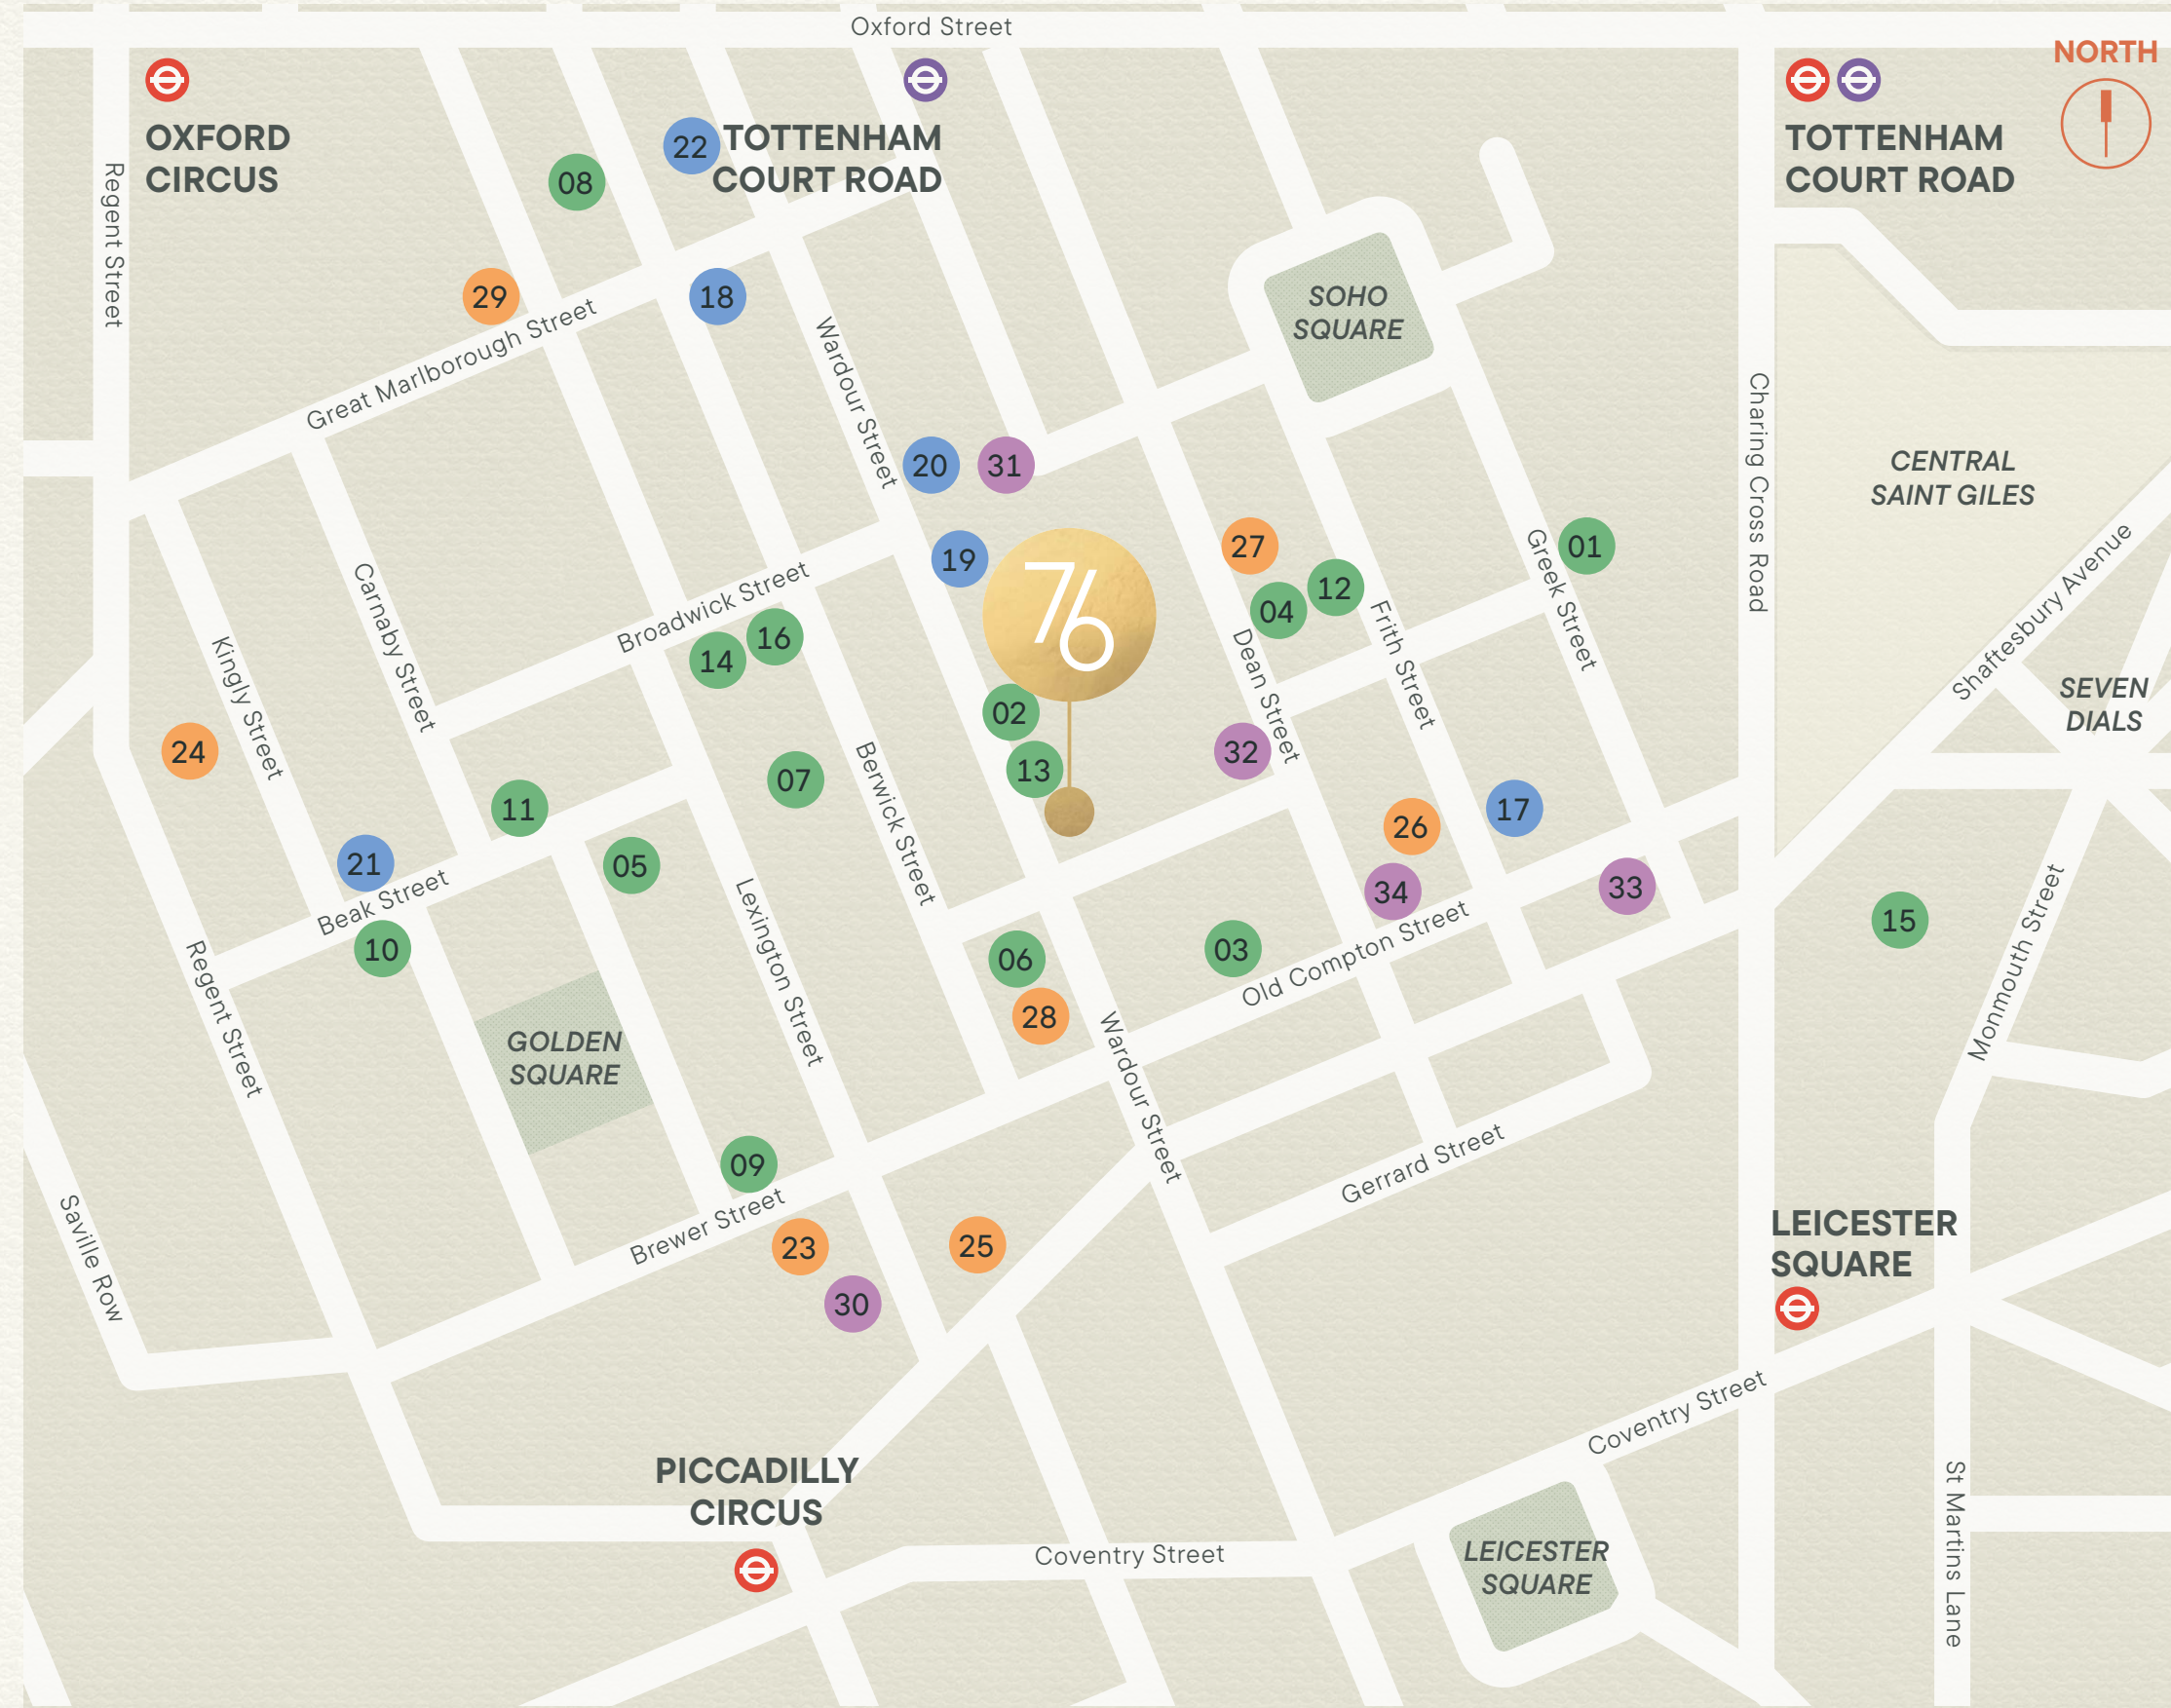 Oxford Street
NORTH
OXFORD
CIRCUS
TOTTENHAM
COURT ROAD
TOTTENHAM
COURT ROAD
22
08
Regent Street
29
18
SOHO
SQUARE
Great Marlborough Street
Wardour Street
Charing Cross Road
20
31
CENTRAL
SAINT GILES
27
01
19
12
04
76
Carnaby Street
Broadwick Street
16
14
Kingly Street
Dean Street
Frith Street
Greek Street
Shaftesbury Avenue
SEVEN
DIALS
02
24
32
13
07
11
17
26
Berwick Street
21
05
34
33
Beak Street
10
15
Lexington Street
03
06
Old Compton Street
Monmouth Street
Regent Street
28
GOLDEN
SQUARE
Wardour Street
09
Gerrard Street
Saville Row
Brewer Street
23
25
LEICESTER
SQUARE
30
Coventry Street
PICCADILLY
CIRCUS
Coventry Street
LEICESTER
SQUARE
St Martins Lane